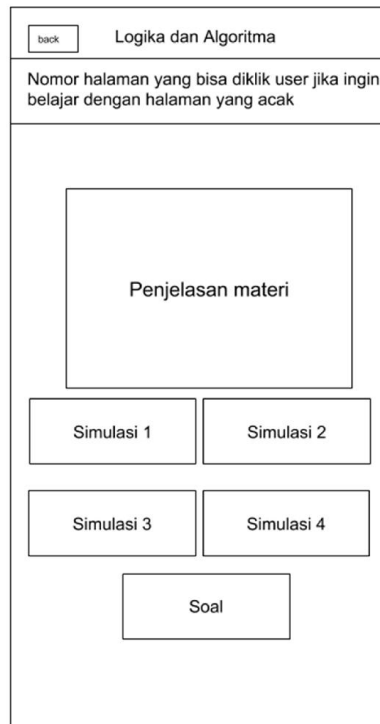 back
Logika dan Algoritma
Nomor halaman yang bisa diklik user jika ingin
belajar dengan halaman yang acak
Penjelasan materi
Simulasi 1
Simulasi 2
Simulasi 3
Simulasi 4
Soal